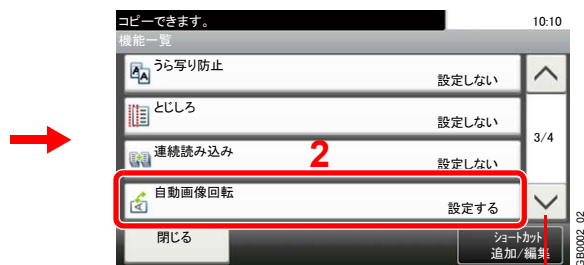 コピーできます。 10:10
機能一覧
うら写り防止
設定しない
とじしろ
設定しない
3/4
連続読み込み
2
設定しない
自動画像回転
設定する
閉じる
ショートカット
追加/編集